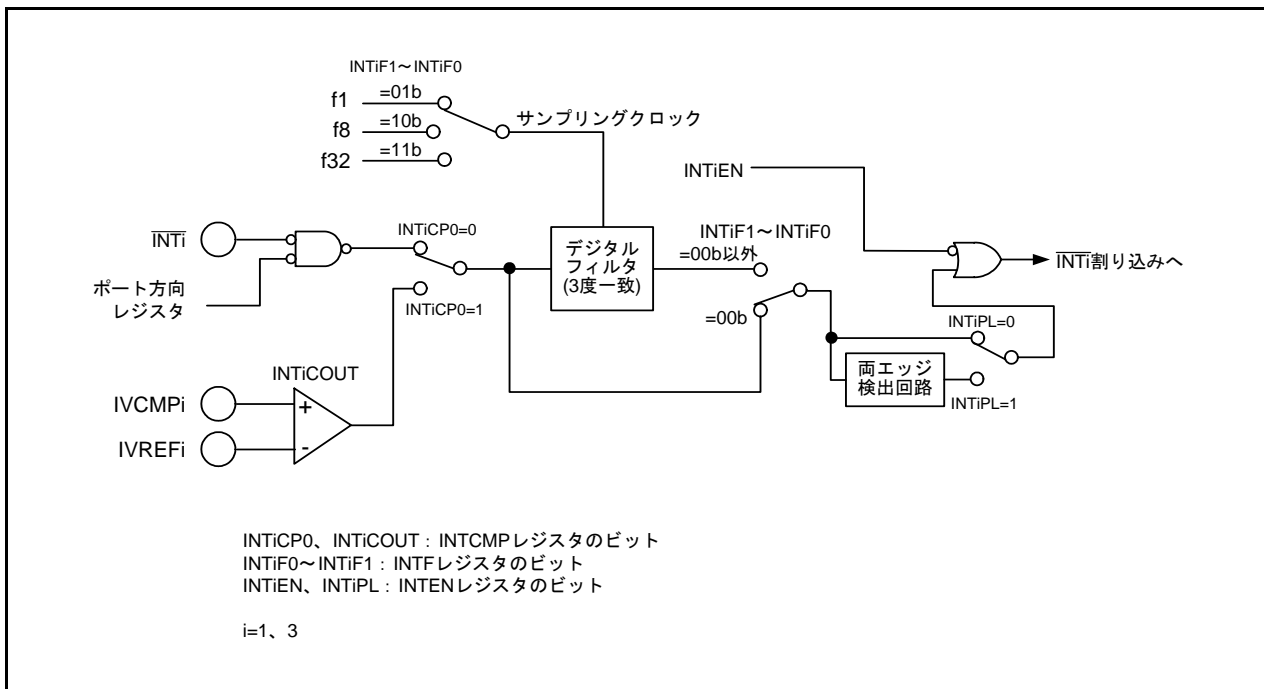 INTiF1～INTiF0
f1
=01b
f8
=10b
f32
=11b
サンプリングクロック
INTiEN
INTi
ポート方向
レジスタ
INTiCP0=0
INTiCP0=1
デジタル
フィルタ
(3度一致)
INTiF1～INTiF0
=00b以外
=00b
INTi割り込みへ
INTiPL=0
両エッジ
検出回路
INTiPL=1
INTiCOUT
IVCMPi
+
IVREFi
-
INTiCP0、INTiCOUT：INTCMPレジスタのビット
INTiF0～INTiF1：INTFレジスタのビット
INTiEN、INTiPL：INTENレジスタのビット
i=1、3